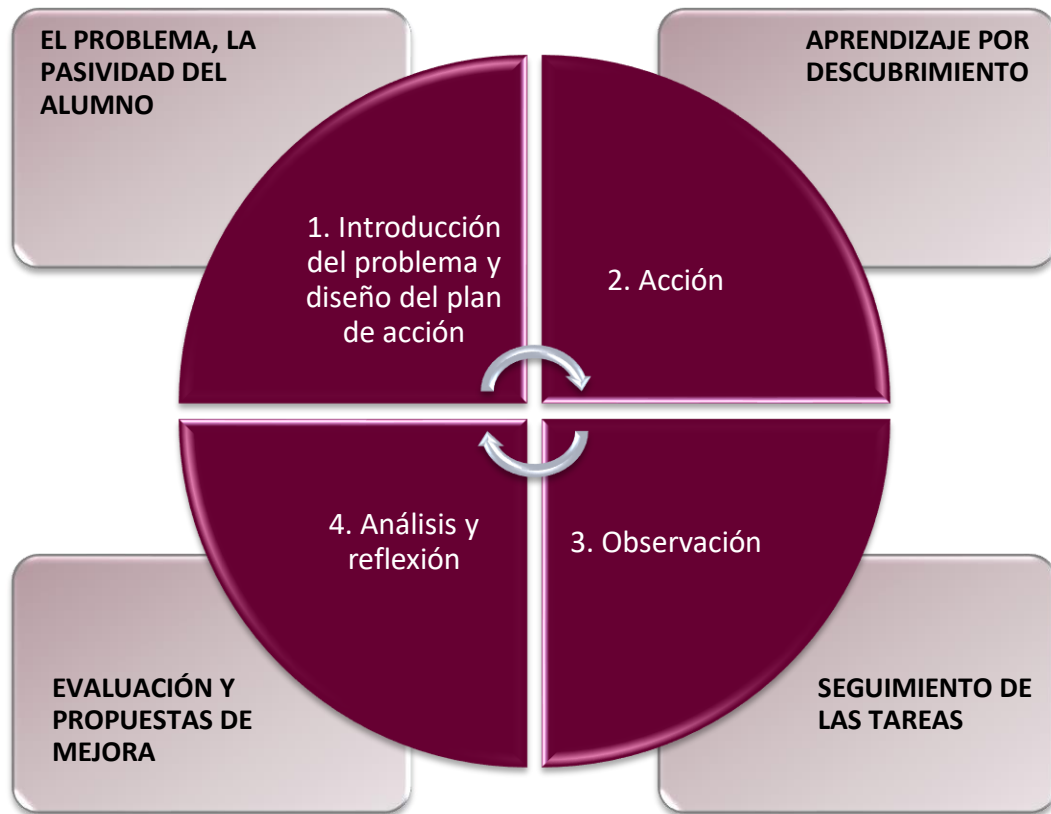 EL PROBLEMA, LA
PASIVIDAD DEL
ALUMNO
APRENDIZAJE POR
DESCUBRIMIENTO
1. Introducción
del problema y
diseño del plan
de acción
2. Acción
4. Análisis y
reflexión
3. Observación
EVALUACIÓN Y
PROPUESTAS DE
MEJORA
SEGUIMIENTO DE
LAS TAREAS